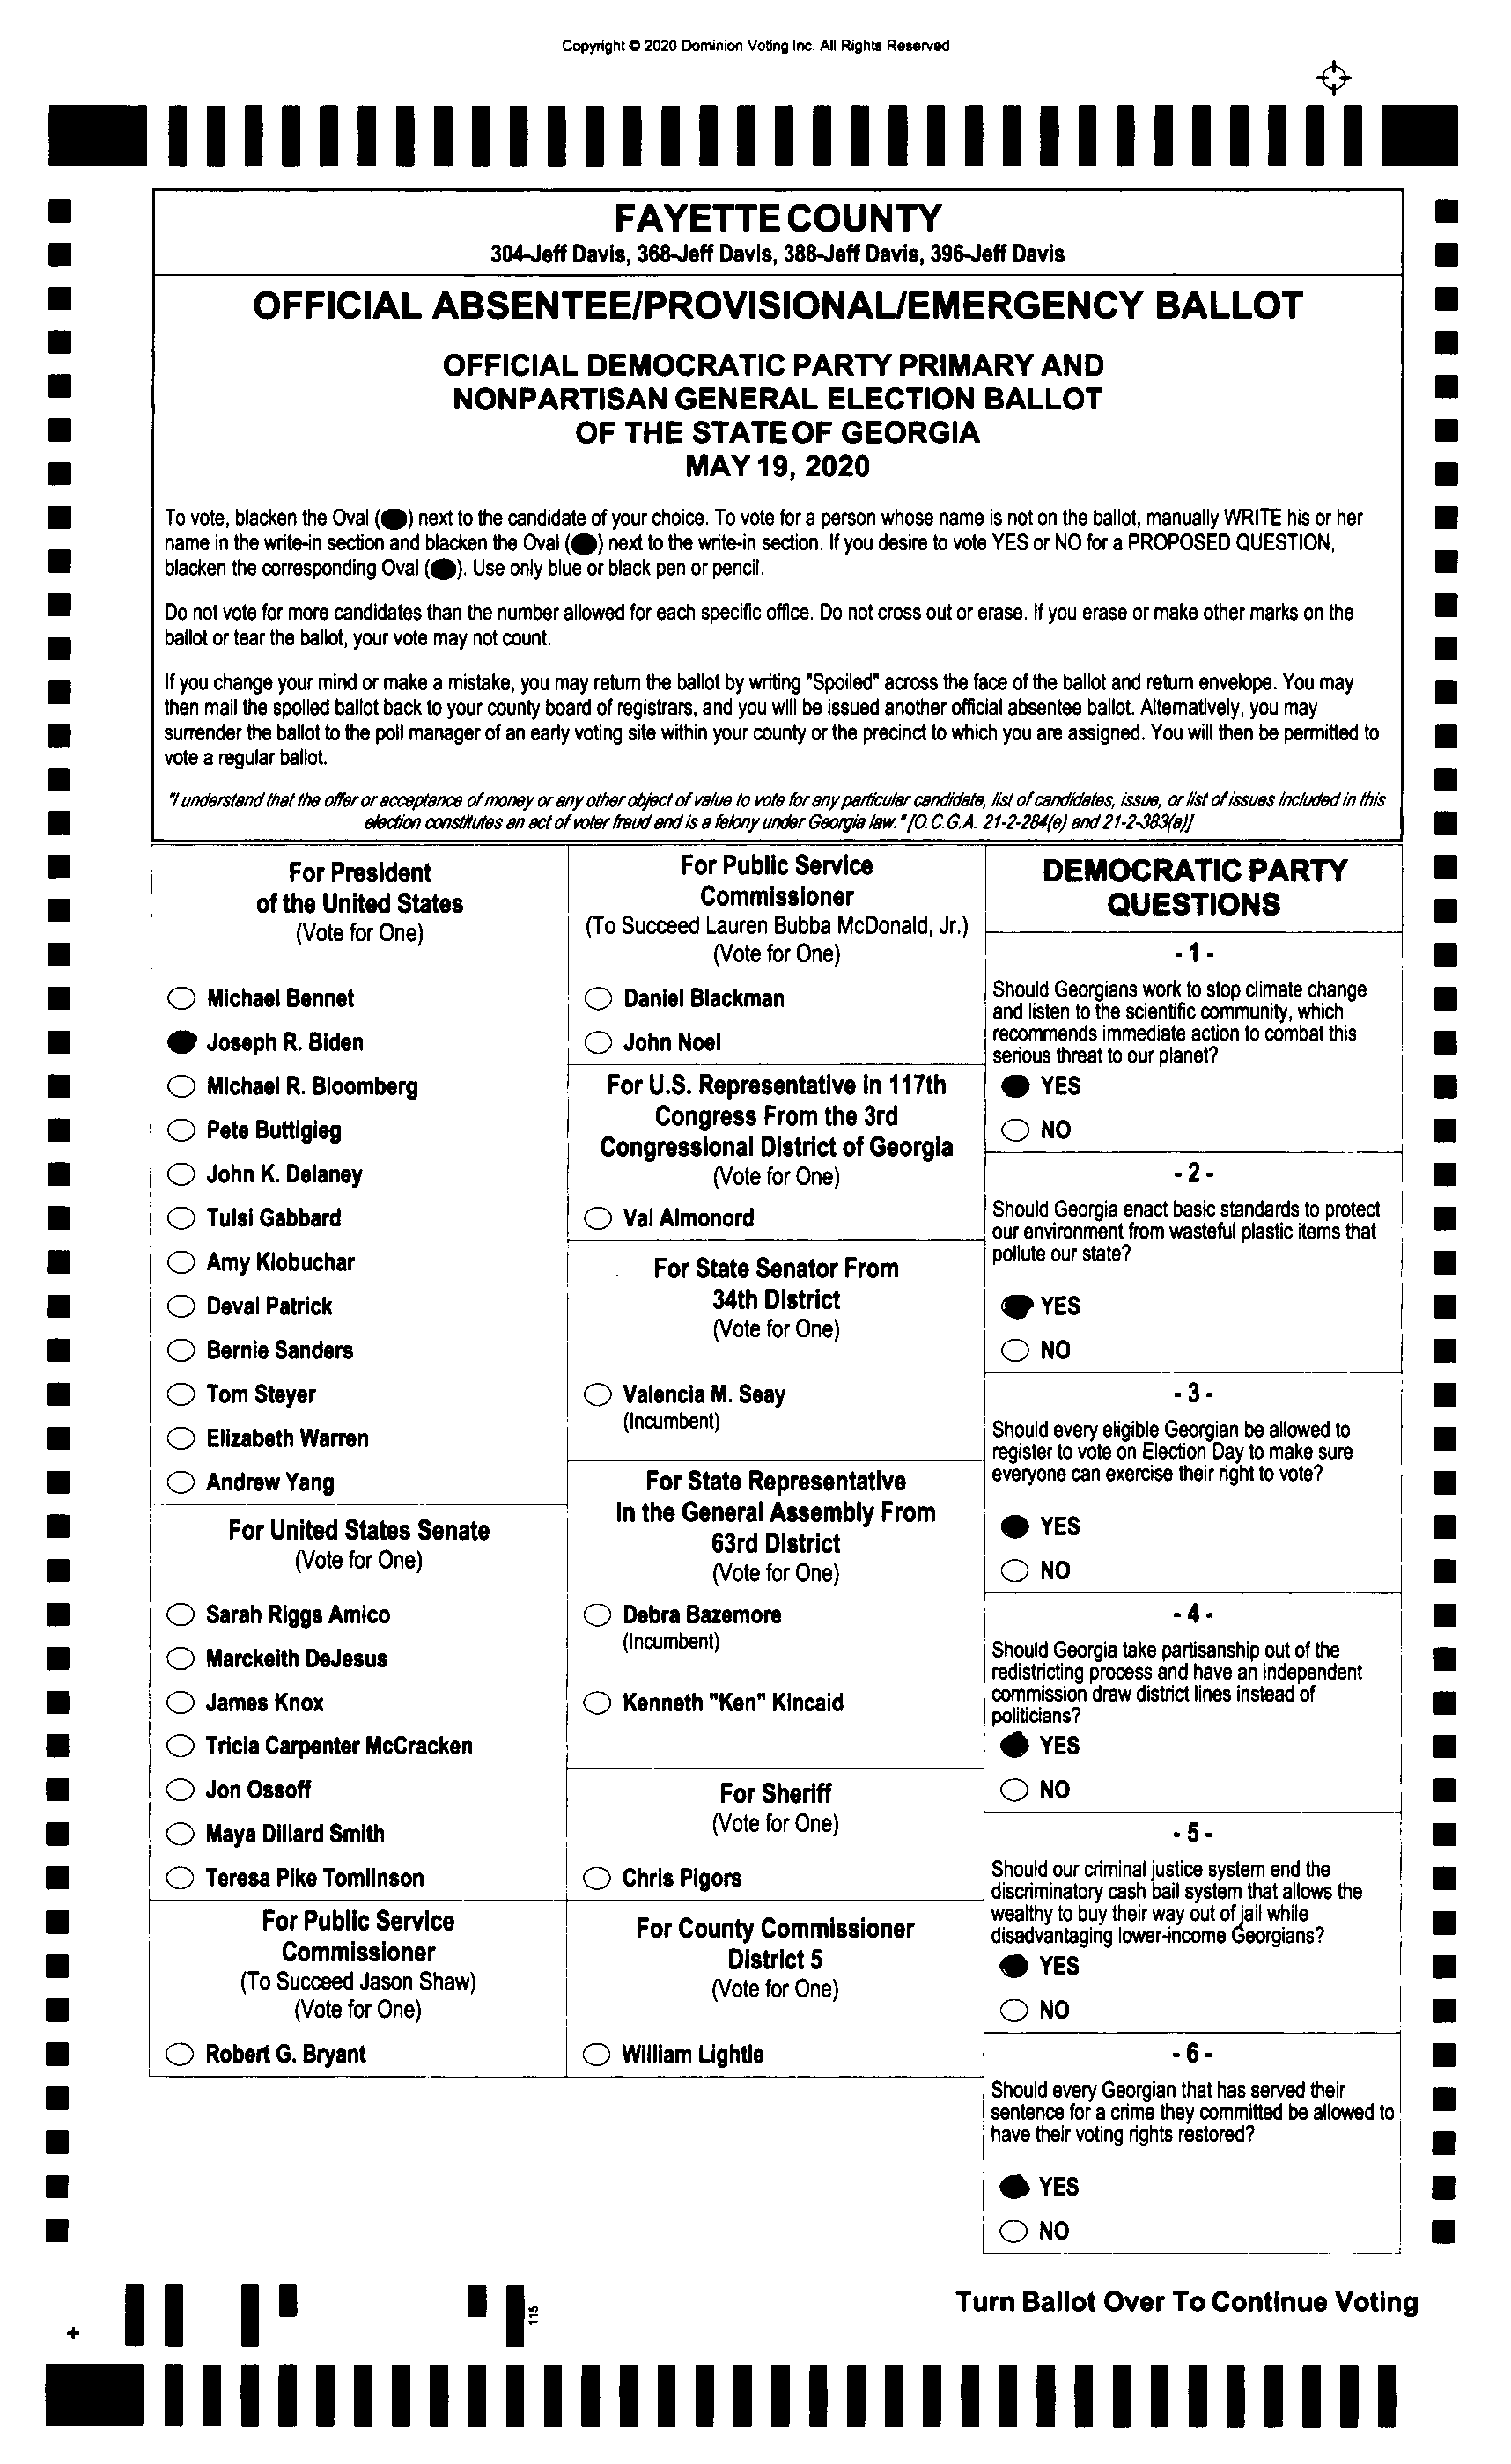 Copyright © 2020 Dominion Voting Inc. All Rights Reserved
FAYETTE COUNTY
304-Jeff Davis, 368-Jeff Davis, 388-Jeff Davis, 396-Jeff Davis
OFFICIAL ABSENTEE/PROVISIONAL/EMERGENCY BALLOT
OFFICIAL DEMOCRATIC PARTY PRIMARY AND
NONPARTISAN GENERAL ELECTION BALLOT
OF THE STATE OF GEORGIA
MAY 19, 2020
To vote, blacken the Oval (●) next to the candidate of your choice. To vote for a person whose name is not on the ballot, manually WRITE his or her
name in the write-in section and blacken the Oval (●) next to the write-in section. If you desire to vote YES or NO for a PROPOSED QUESTION,
blacken the corresponding Oval (●). Use only blue or black pen or pencil.
Do not vote for more candidates than the number allowed for each specific office. Do not cross out or erase. If you erase or make other marks on the
ballot or tear the ballot, your vote may not count.
If you change your mind or make a mistake, you may return the ballot by writing "Spoiled" across the face of the ballot and return envelope. You may
then mail the spoiled ballot back to your county board of registrars, and you will be issued another official absentee ballot. Alternatively, you may
surrender the ballot to the poll manager of an early voting site within your county or the precinct to which you are assigned. You will then be permitted to
vote a regular ballot.
"I understand that the offer or acceptance of money or any other object of value to vote for any particular candidate, list of candidates, issue, or list of issues included in this
election constitutes an act of voter fraud and is a felony under Georgia law." [O.C.G.A. 21-2-284(e) and 21-2-383(a)]
For President
of the United States
(Vote for One)
Michael Bennet
Joseph R. Biden
Michael R. Bloomberg
Pete Buttigieg
John K. Delaney
Tulsi Gabbard
Amy Klobuchar
Deval Patrick
Bernie Sanders
Tom Steyer
Elizabeth Warren
Andrew Yang
For United States Senate
(Vote for One)
Sarah Riggs Amico
Marckeith DeJesus
James Knox
Tricia Carpenter McCracken
Jon Ossoff
Maya Dillard Smith
Teresa Pike Tomlinson
For Public Service
Commissioner
(To Succeed Jason Shaw)
(Vote for One)
Robert G. Bryant
For Public Service
Commissioner
(To Succeed Lauren Bubba McDonald, Jr.)
(Vote for One)
Daniel Blackman
John Noel
For U.S. Representative in 117th
Congress From the 3rd
Congressional District of Georgia
(Vote for One)
Val Almonord
For State Senator From
34th District
(Vote for One)
Valencia M. Seay
(Incumbent)
For State Representative
In the General Assembly From
63rd District
(Vote for One)
Debra Bazemore
(Incumbent)
Kenneth "Ken" Kincaid
For Sheriff
(Vote for One)
Chris Pigors
For County Commissioner
District 5
(Vote for One)
William Lightle
DEMOCRATIC PARTY
QUESTIONS
- 1 -
Should Georgians work to stop climate change
and listen to the scientific community, which
recommends immediate action to combat this
serious threat to our planet?
YES
NO
- 2 -
Should Georgia enact basic standards to protect
our environment from wasteful plastic items that
pollute our state?
YES
NO
- 3 -
Should every eligible Georgian be allowed to
register to vote on Election Day to make sure
everyone can exercise their right to vote?
YES
NO
- 4 -
Should Georgia take partisanship out of the
redistricting process and have an independent
commission draw district lines instead of
politicians?
YES
NO
- 5 -
Should our criminal justice system end the
discriminatory cash bail system that allows the
wealthy to buy their way out of jail while
disadvantaging lower-income Georgians?
YES
NO
- 6 -
Should every Georgian that has served their
sentence for a crime they committed be allowed to
have their voting rights restored?
YES
NO
115
Turn Ballot Over To Continue Voting